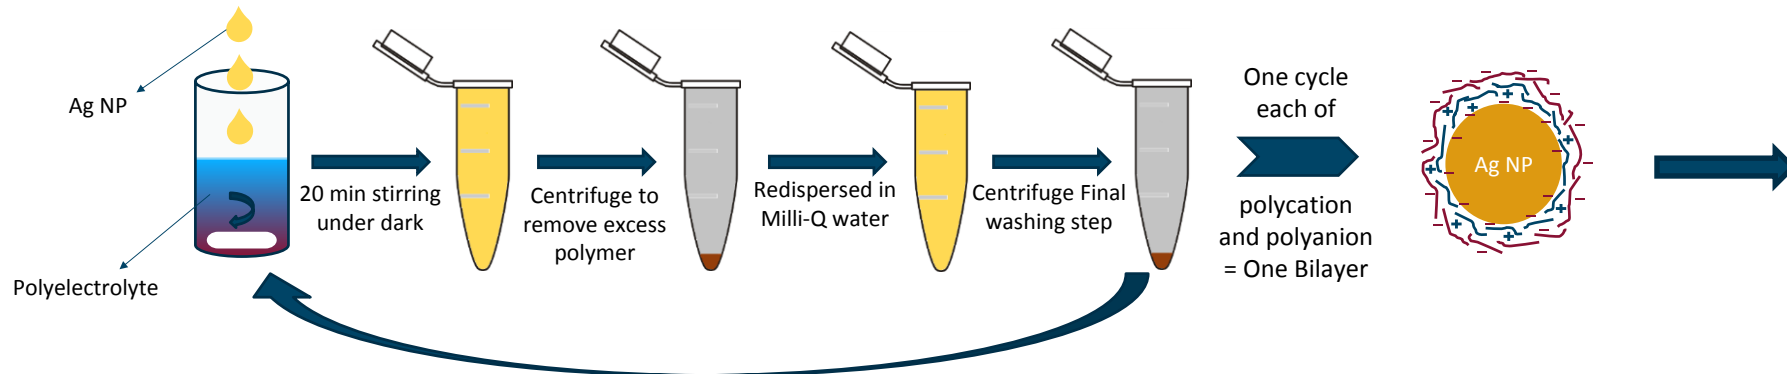 Ag NP
Polyelectrolyte
20 min stirring
under dark
Centrifuge to
remove excess
polymer
Redispersed in
Milli-Q water
Centrifuge Final
washing step
One cycle
each of
polycation
and polyanion
= One Bilayer
Ag NP